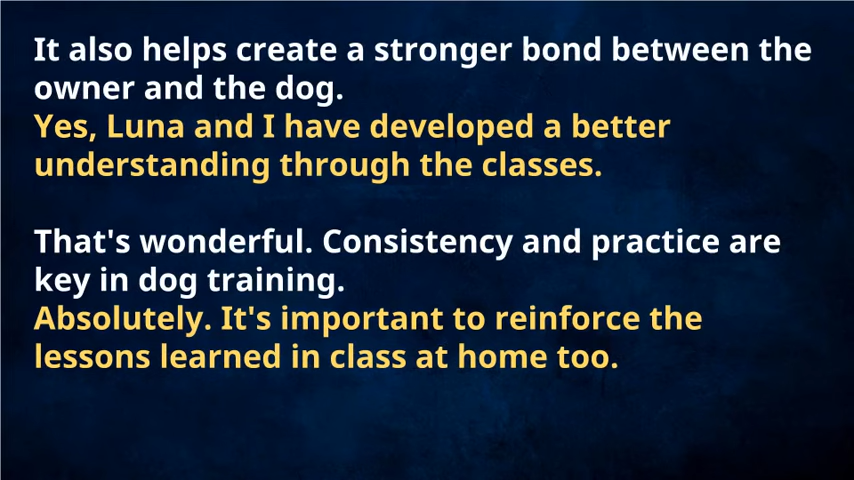 It also helps create a stronger bond between the
owner and the dog.
Yes, Luna and I have developed a better
understanding through the classes.
That's wonderful. Consistency and practice are
key in dog training.
Absolutely. It's important to reinforce the
lessons learned in class at home too.